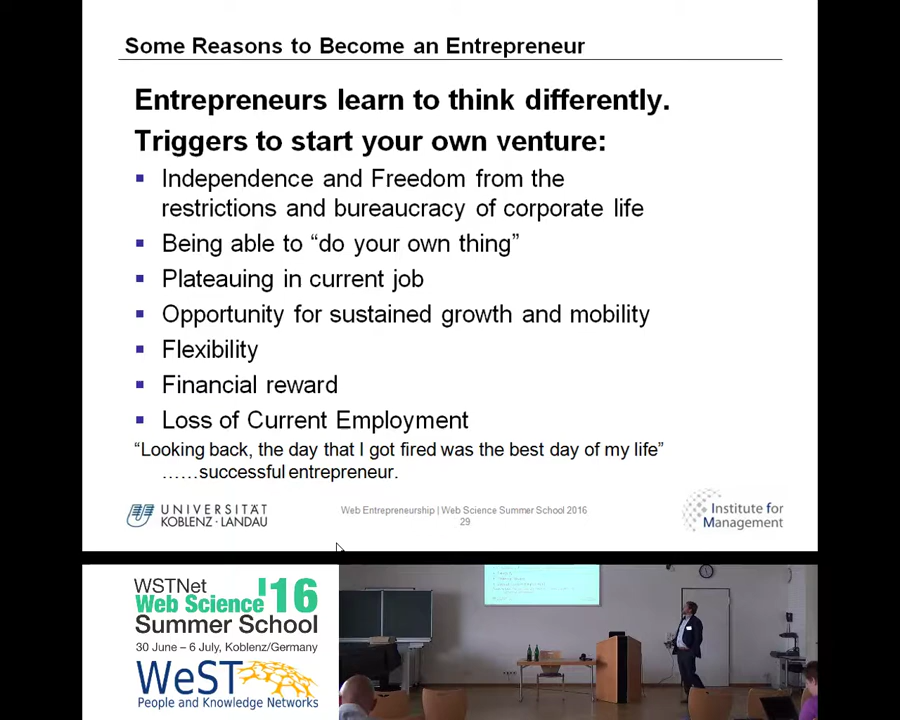 Some Reasons to Become an Entrepreneur
Entrepreneurs learn to think differently.
Triggers to start your own venture:
▪ Independence and Freedom from the
restrictions and bureaucracy of corporate life
▪ Being able to “do your own thing”
▪ Plateauing in current job
▪ Opportunity for sustained growth and mobility
▪ Flexibility
▪ Financial reward
▪ Loss of Current Employment
“Looking back, the day that I got fired was the best day of my life”
……successful entrepreneur.
UNIVERSITÄT
KOBLENZ · LANDAU
Web Entrepreneurship | Web Science Summer School 2016
29
Institute for
Management
WSTNet
Web Science '16
Summer School
30 June – 6 July, Koblenz/Germany
WeST
People and Knowledge Networks